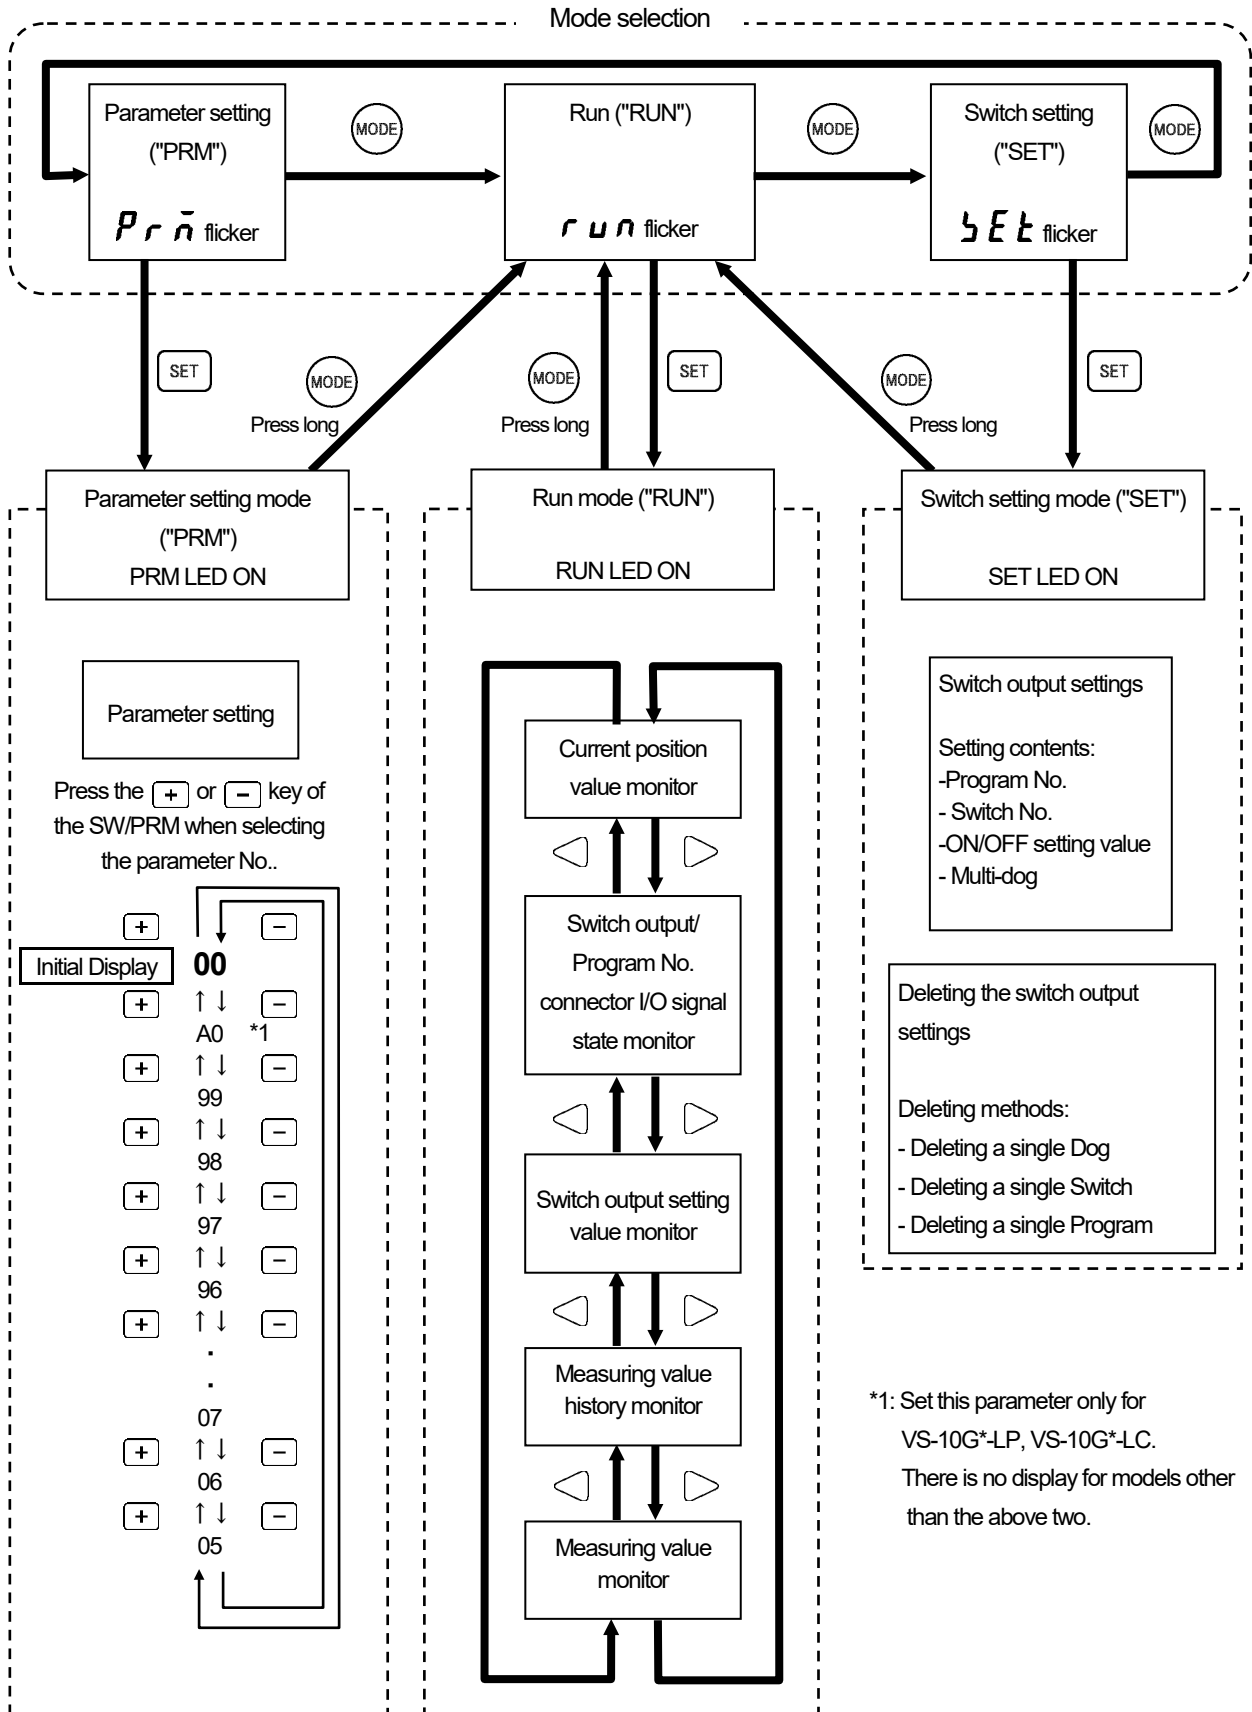 Mode selection
Parameter setting
("PRM")
Prm flicker
MODE
Run ("RUN")
run flicker
MODE
Switch setting
("SET")
SEt flicker
MODE
SET
MODE
Press long
MODE
Press long
SET
MODE
Press long
SET
Parameter setting mode
("PRM")
PRM LED ON
Run mode ("RUN")
RUN LED ON
Switch setting mode ("SET")
SET LED ON
Parameter setting
Press the + or - key of
the SW/PRM when selecting
the parameter No..
+ -
Initial Display 00
+ ↑↓ -
A0 *1
+ ↑↓ -
99
+ ↑↓ -
98
+ ↑↓ -
97
+ ↑↓ -
96
+ ↑↓ -
.
.
07
+ ↑↓ -
06
+ ↑↓ -
05
Current position
value monitor
Switch output/
Program No.
connector I/O signal
state monitor
Switch output setting
value monitor
Measuring value
history monitor
Measuring value
monitor
Switch output settings
Setting contents:
-Program No.
- Switch No.
-ON/OFF setting value
- Multi-dog
Deleting the switch output
settings
Deleting methods:
- Deleting a single Dog
- Deleting a single Switch
- Deleting a single Program
*1: Set this parameter only for
VS-10G*-LP, VS-10G*-LC.
There is no display for models other
than the above two.